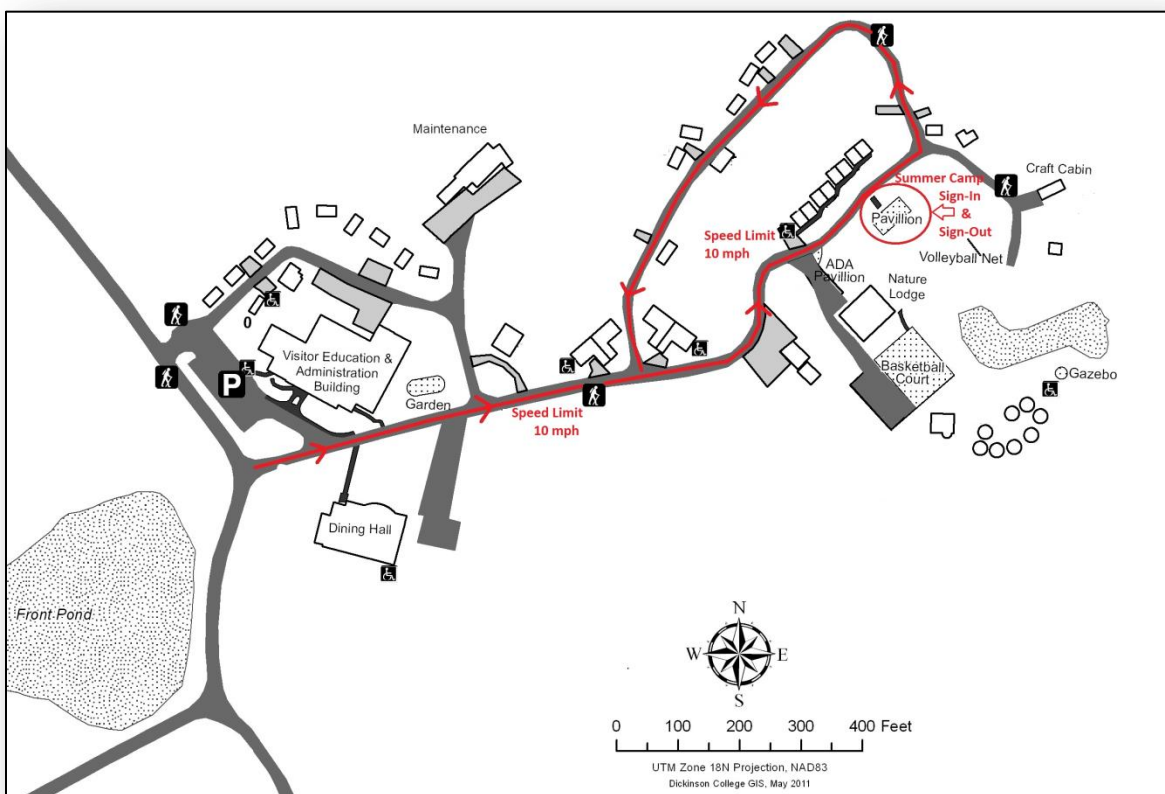 Maintenance
Craft Cabin
Summer Camp
Sign-In
&
Sign-Out
Pavillion
Speed Limit
10 mph
Volleyball Net
ADA
Pavillion
Nature
Lodge
0
Visitor Education &
Administration
Building
P
Garden
Basketball
Court
Gazebo
Speed Limit
10 mph
Dining Hall
Front Pond
N
W E
S
0 100 200 300 400 Feet
UTM Zone 18N Projection, NAD83
Dickinson College GIS, May 2011